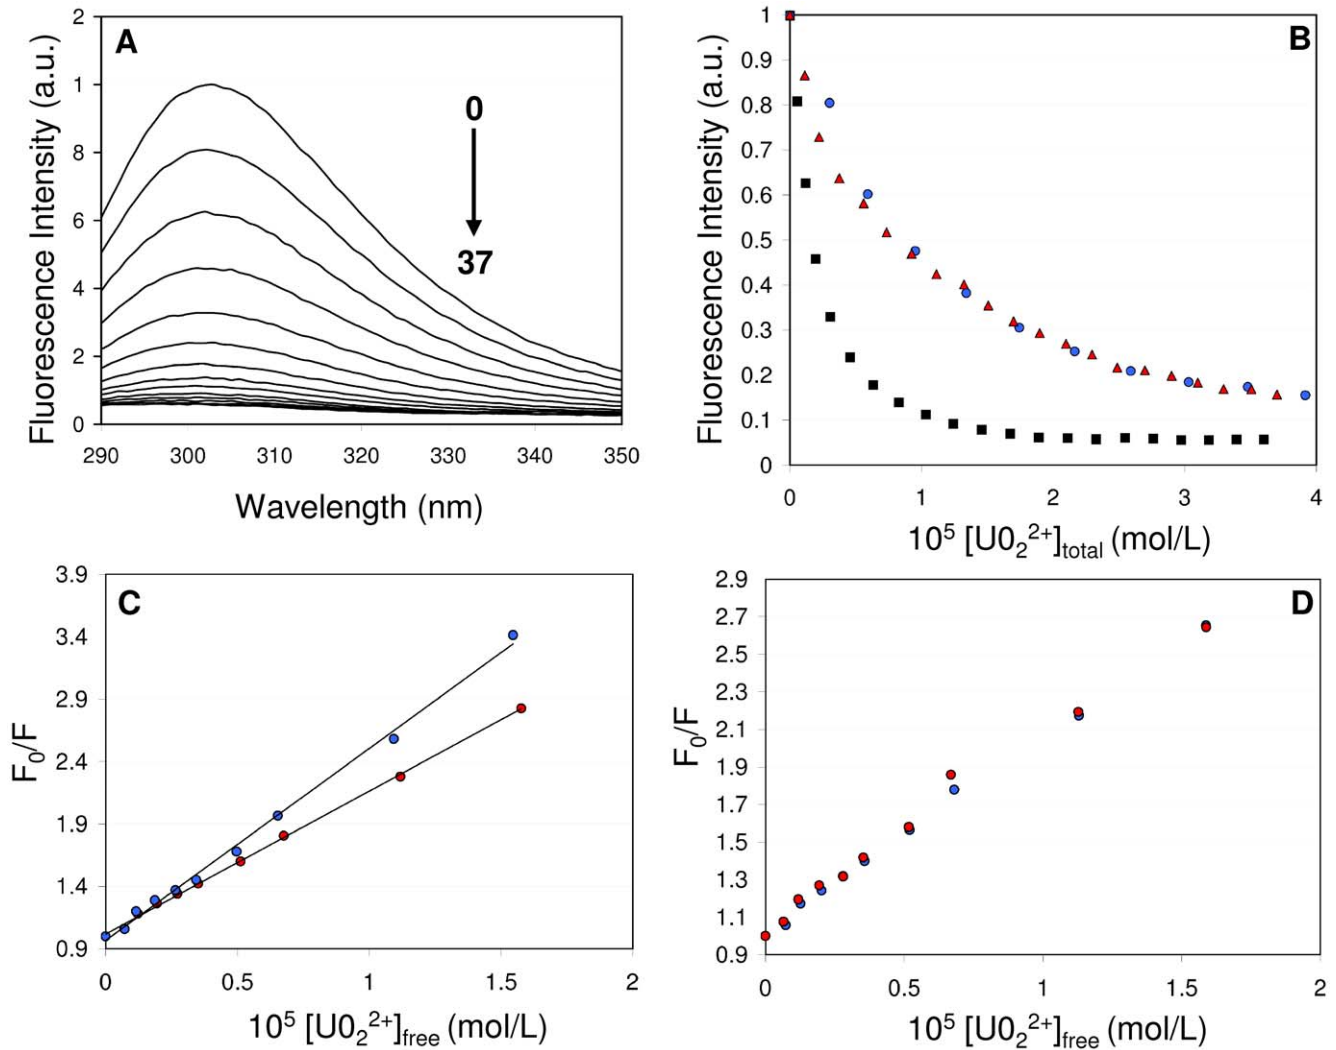 A
Fluorescence Intensity (a.u.)
2
1
8
6
4
2
0
0
37
290 300 310 320 330 340 350
Wavelength (nm)
B
Fluorescence Intensity (a.u.)
1
0.9
0.8
0.7
0.6
0.5
0.4
0.3
0.2
0.1
0
0 1 2 3 4
10⁵ [U0₂²⁺]total (mol/L)
C
F₀/F
3.9
3.4
2.9
2.4
1.9
1.4
0.9
0 0.5 1 1.5 2
10⁵ [U0₂²⁺]free (mol/L)
D
F₀/F
2.9
2.7
2.5
2.3
2.1
1.9
1.7
1.5
1.3
1.1
0.9
0 0.5 1 1.5 2
10⁵ [U0₂²⁺]free (mol/L)